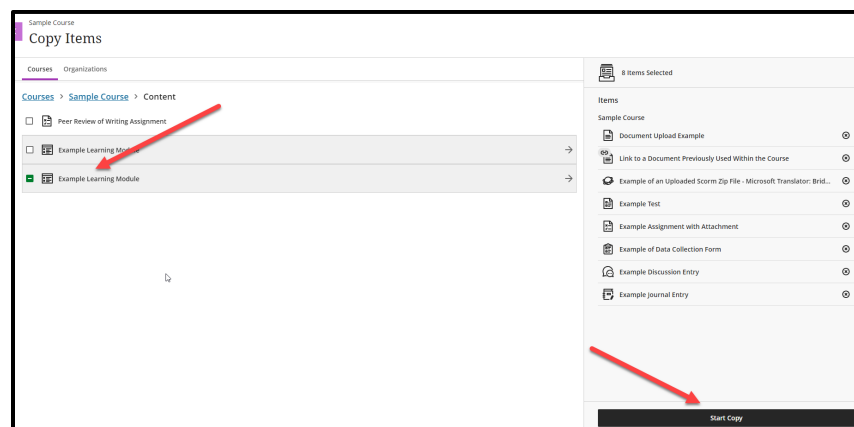 Sample Course
Copy Items
Courses Organizations
Courses > Sample Course > Content
Peer Review of Writing Assignment
Example Learning
Example Learning Module
8 Items Selected
Items
Sample Course
Document Upload Example
Link to a Document Previously Used Within the Course
Example of an Uploaded Scorm Zip File - Microsoft Translator: Brid...
Example Test
Example Assignment with Attachment
Example of Data Collection Form
Example Discussion Entry
Example Journal Entry
Start Copy